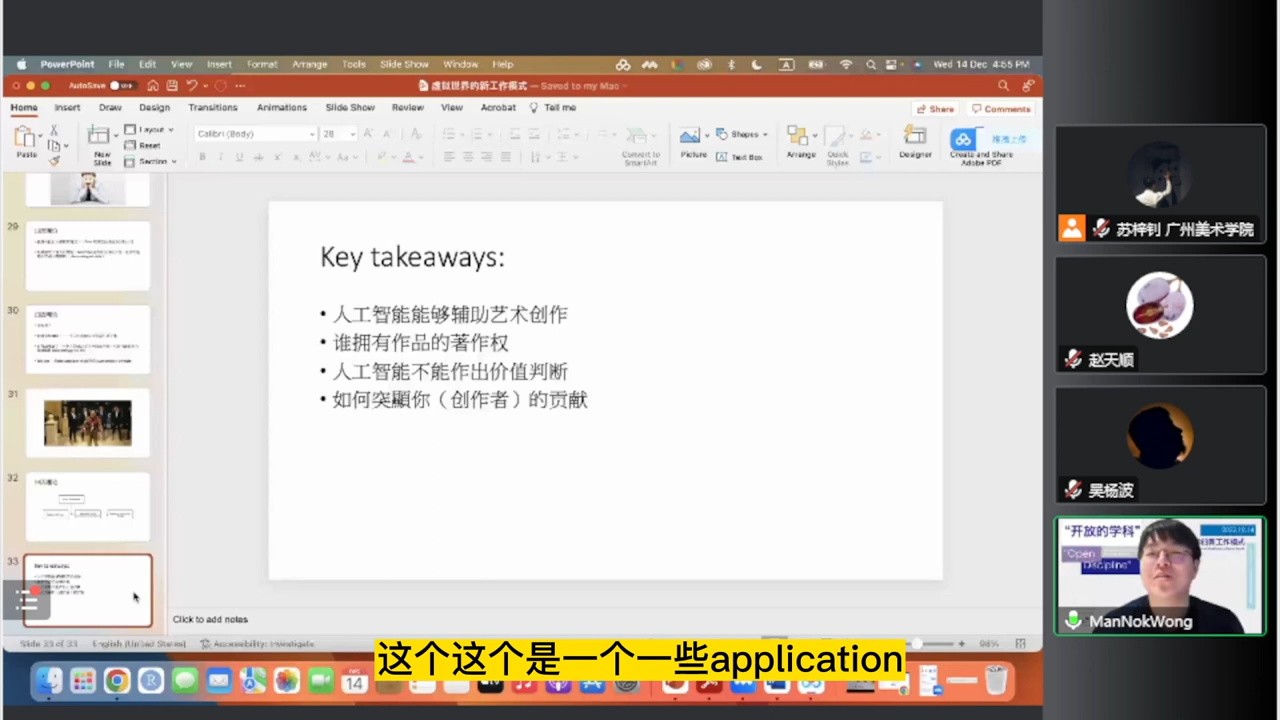 PowerPoint File Edit View Insert Format Arrange Tools Slide Show Window Help Wed 14 Dec 4:55 PM
AutoSave 虚拟世界的新工作模式 — Saved to my Mac
Home Insert Draw Design Transitions Animations Slide Show Review View Acrobat Tell me Share Comments
Paste New Slide Layout Reset Section Calibri (Body) 28 Convert to SmartArt Picture Shapes Text Box Arrange Quick Styles Designer Create and Share Adobe PDF
29
30
31
32
33
Key takeaways:
• 人工智能能够辅助艺术创作
• 谁拥有作品的著作权
• 人工智能不能作出价值判断
• 如何突顯你（创作者）的贡献
Click to add notes
Slide 33 of 33 English (United States) Accessibility: Investigate 98%
DEC
14
这个这个是一个一些application
苏梓钊 广州美术学院
赵天顺
吴杨波
“开放的学科”
"Open
Discipline"
ManNokWong